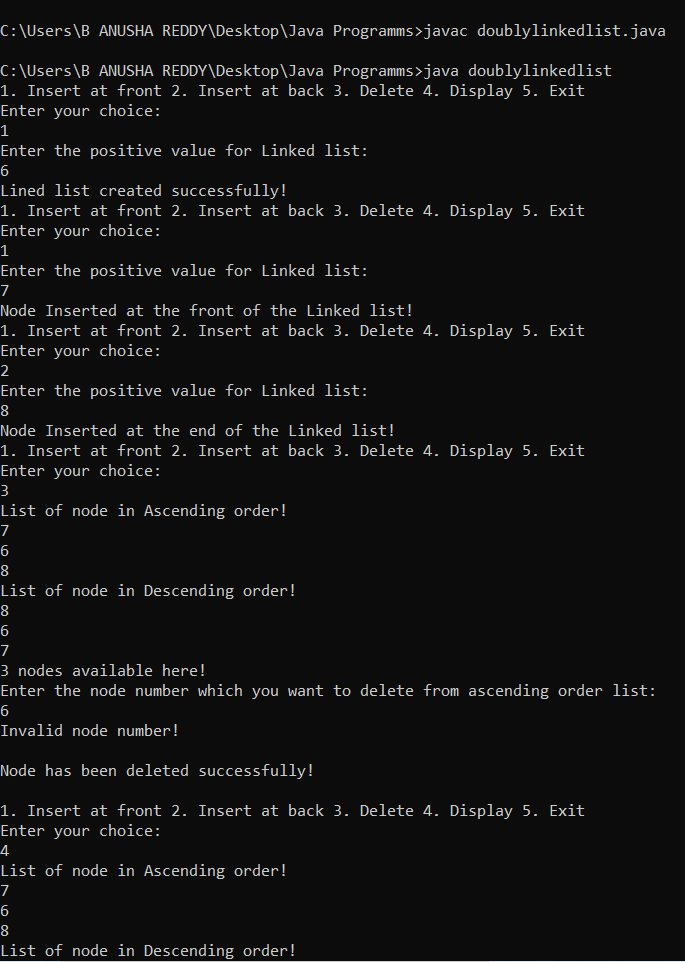 C:\Users\B ANUSHA REDDY\Desktop\Java Programms>javac doublylinkedlist.java

C:\Users\B ANUSHA REDDY\Desktop\Java Programms>java doublylinkedlist
1. Insert at front 2. Insert at back 3. Delete 4. Display 5. Exit
Enter your choice:
1
Enter the positive value for Linked list:
6
Lined list created successfully!
1. Insert at front 2. Insert at back 3. Delete 4. Display 5. Exit
Enter your choice:
1
Enter the positive value for Linked list:
7
Node Inserted at the front of the Linked list!
1. Insert at front 2. Insert at back 3. Delete 4. Display 5. Exit
Enter your choice:
2
Enter the positive value for Linked list:
8
Node Inserted at the end of the Linked list!
1. Insert at front 2. Insert at back 3. Delete 4. Display 5. Exit
Enter your choice:
3
List of node in Ascending order!
7
6
8
List of node in Descending order!
8
6
7
3 nodes available here!
Enter the node number which you want to delete from ascending order list:
6
Invalid node number!

Node has been deleted successfully!

1. Insert at front 2. Insert at back 3. Delete 4. Display 5. Exit
Enter your choice:
4
List of node in Ascending order!
7
6
8
List of node in Descending order!